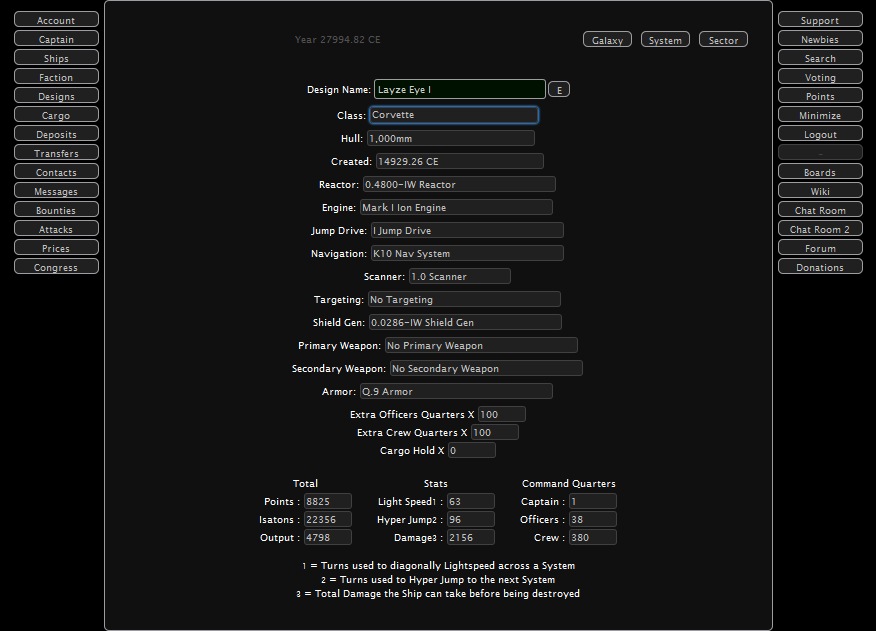 Account
Captain
Ships
Faction
Designs
Cargo
Deposits
Transfers
Contacts
Messages
Bounties
Attacks
Prices
Congress
Year 27994.82 CE
Galaxy System Sector
Design Name: Layze Eye I E
Class: Corvette
Hull: 1,000mm
Created: 14929.26 CE
Reactor: 0.4800-IW Reactor
Engine: Mark I Ion Engine
Jump Drive: I Jump Drive
Navigation: K10 Nav System
Scanner: 1.0 Scanner
Targeting: No Targeting
Shield Gen: 0.0286-IW Shield Gen
Primary Weapon: No Primary Weapon
Secondary Weapon: No Secondary Weapon
Armor: Q.9 Armor
Extra Officers Quarters X 100
Extra Crew Quarters X 100
Cargo Hold X 0
Total Stats Command Quarters
Points : 8825 Light Speed1 : 63 Captain : 1
Isatons : 22356 Hyper Jump2 : 96 Officers : 38
Output : 4798 Damage3 : 2156 Crew : 380
1 = Turns used to diagonally Lightspeed across a System
2 = Turns used to Hyper Jump to the next System
3 = Total Damage the Ship can take before being destroyed
Support
Newbies
Search
Voting
Points
Minimize
Logout
-
Boards
Wiki
Chat Room
Chat Room 2
Forum
Donations